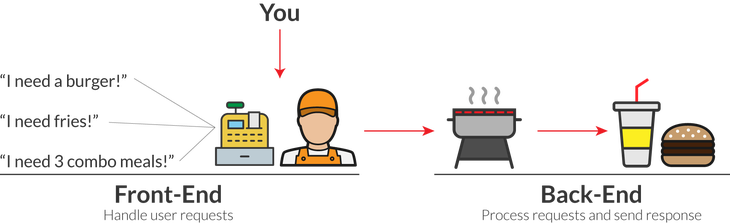 You
“I need a burger!”
“I need fries!”
“I need 3 combo meals!”
Front-End
Handle user requests
Back-End
Process requests and send response